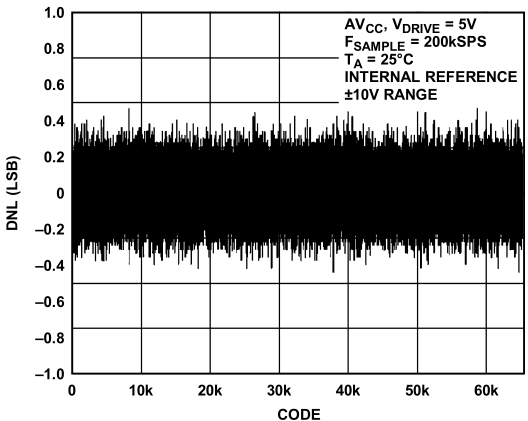 AVCC, VDRIVE = 5V
FSAMPLE = 200kSPS
TA = 25°C
INTERNAL REFERENCE
±10V RANGE
DNL (LSB)
1.0
0.8
0.6
0.4
0.2
0
–0.2
–0.4
–0.6
–0.8
–1.0
0 10k 20k 30k 40k 50k 60k
CODE